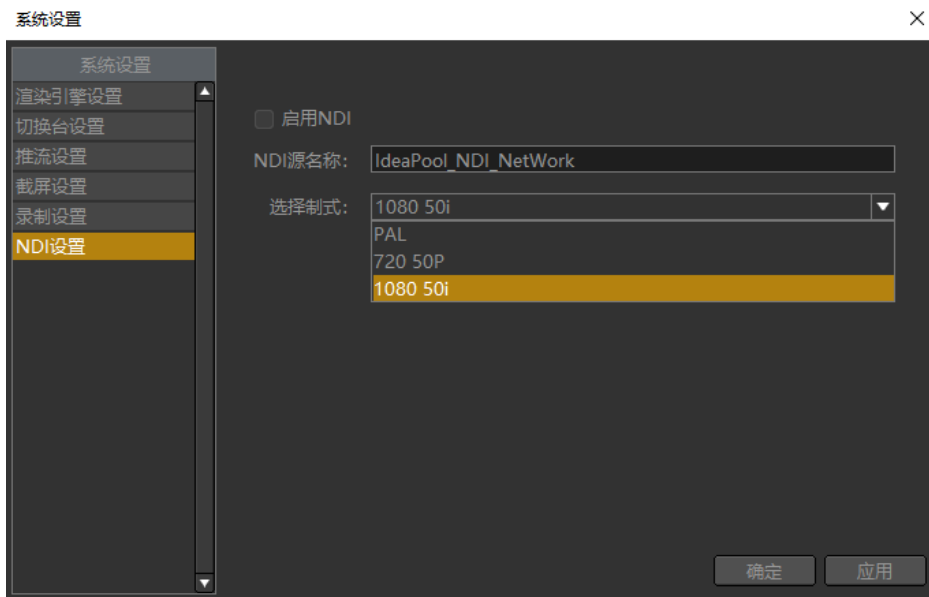 系统设置
系统设置
渲染引擎设置
切换台设置
推流设置
截屏设置
录制设置
NDI设置
启用NDI
NDI源名称: IdeaPool_NDI_NetWork
选择制式: 1080 50i
PAL
720 50P
1080 50i
确定 应用